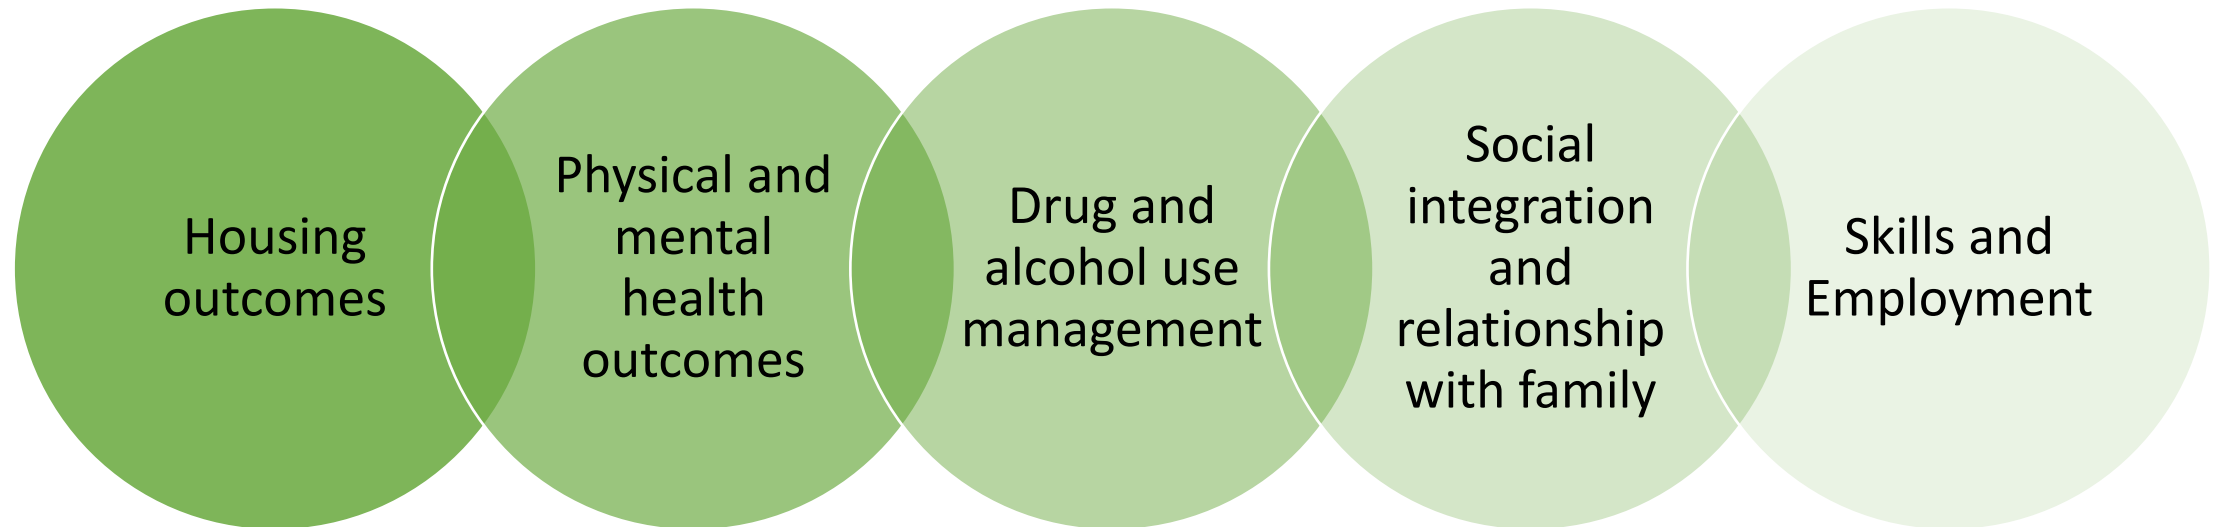 Housing
outcomes
Physical and
mental
health
outcomes
Drug and
alcohol use
management
Social
integration
and
relationship
with family
Skills and
Employment